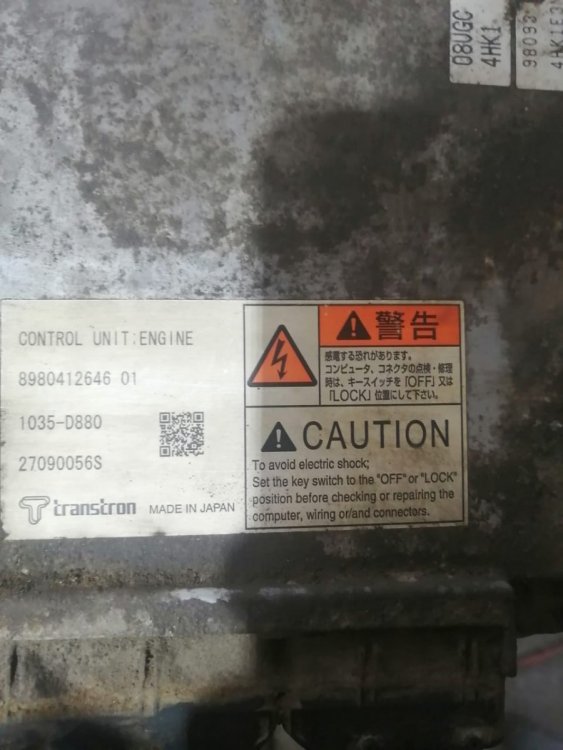 08UGC
4HK1
98093
4HK1E3
CONTROL UNIT:ENGINE
8980412646 01
1035-D880
27090056S
transtron MADE IN JAPAN
警告
感電する恐れがあります。
コンピュータ、コネクタの点検・修理
時は、キースイッチを「OFF」又は
「LOCK」位置にして下さい。
CAUTION
To avoid electric shock;
Set the key switch to the "OFF" or "LOCK"
position before checking or repairing the
computer, wiring or/and connectors.